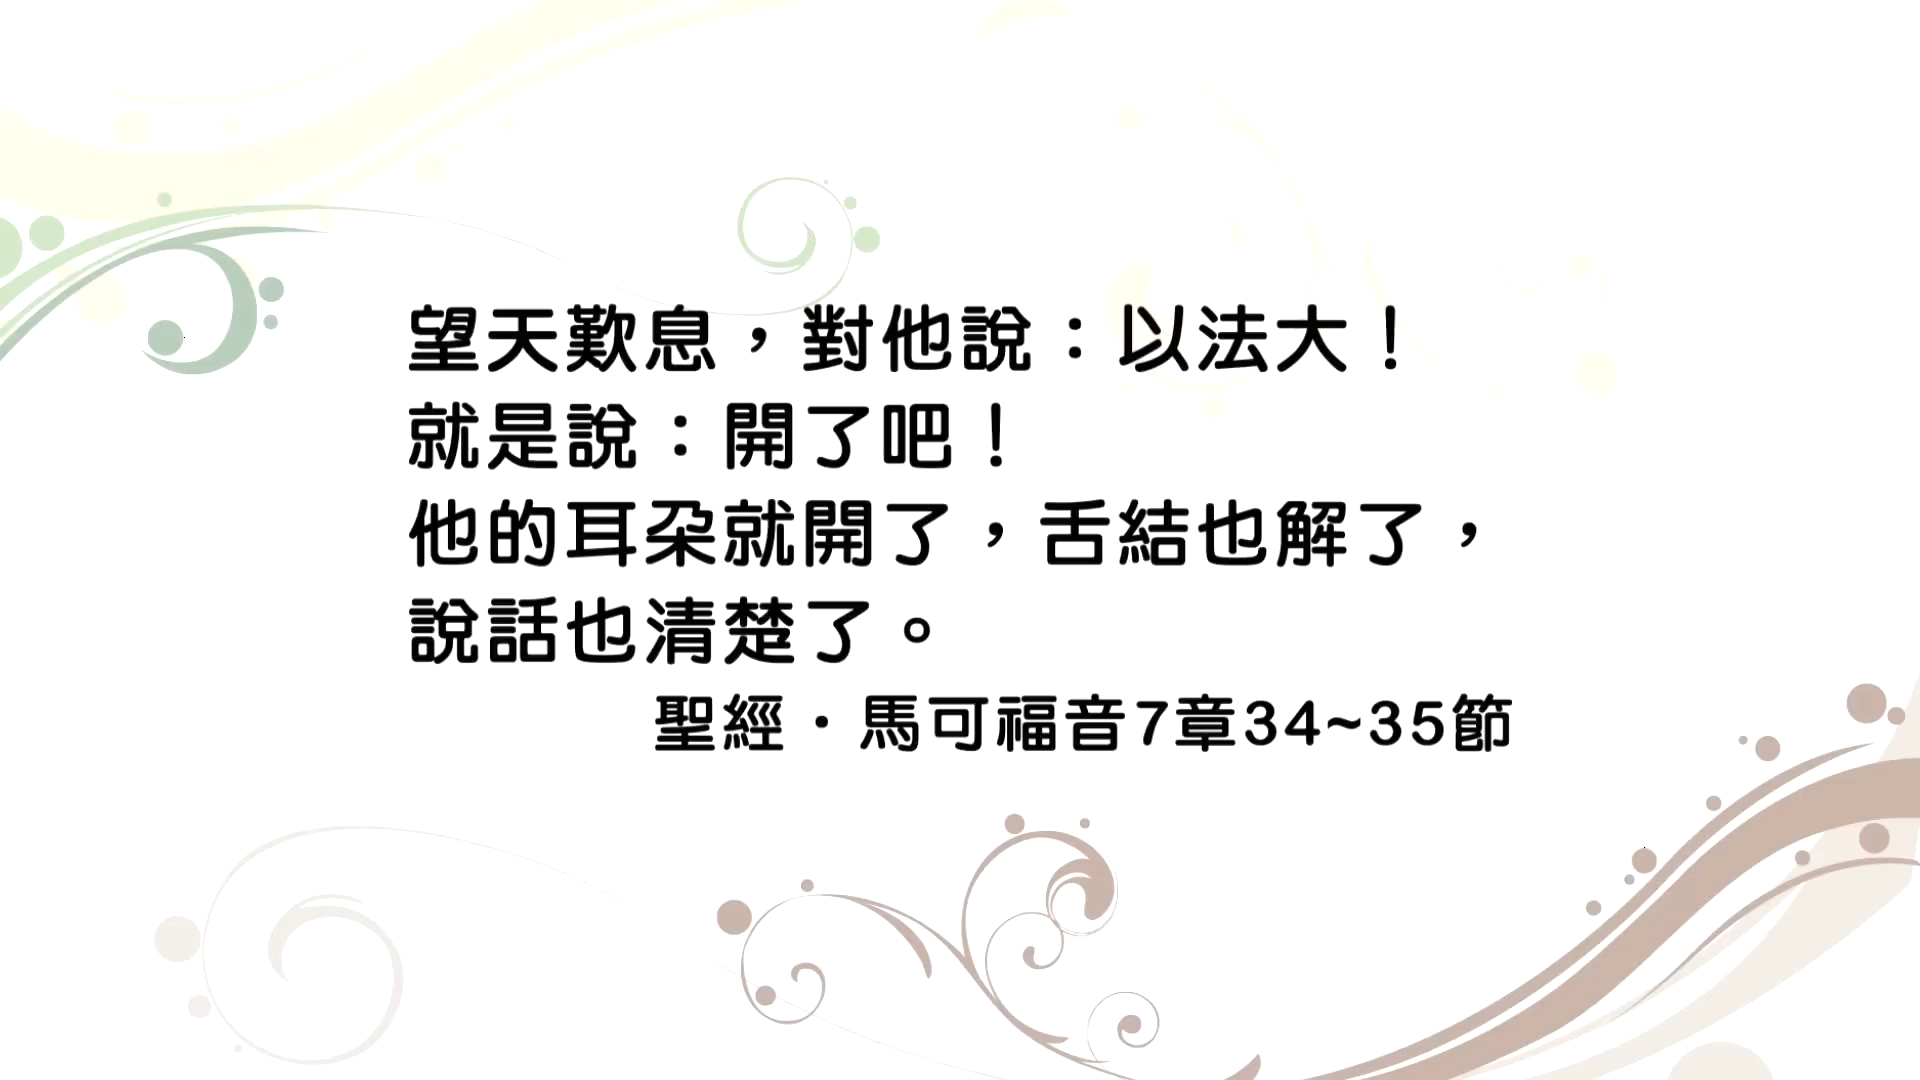 望天歎息，對他說：以法大！
就是說：開了吧！
他的耳朵就開了，舌結也解了，
說話也清楚了。
聖經．馬可福音7章34~35節